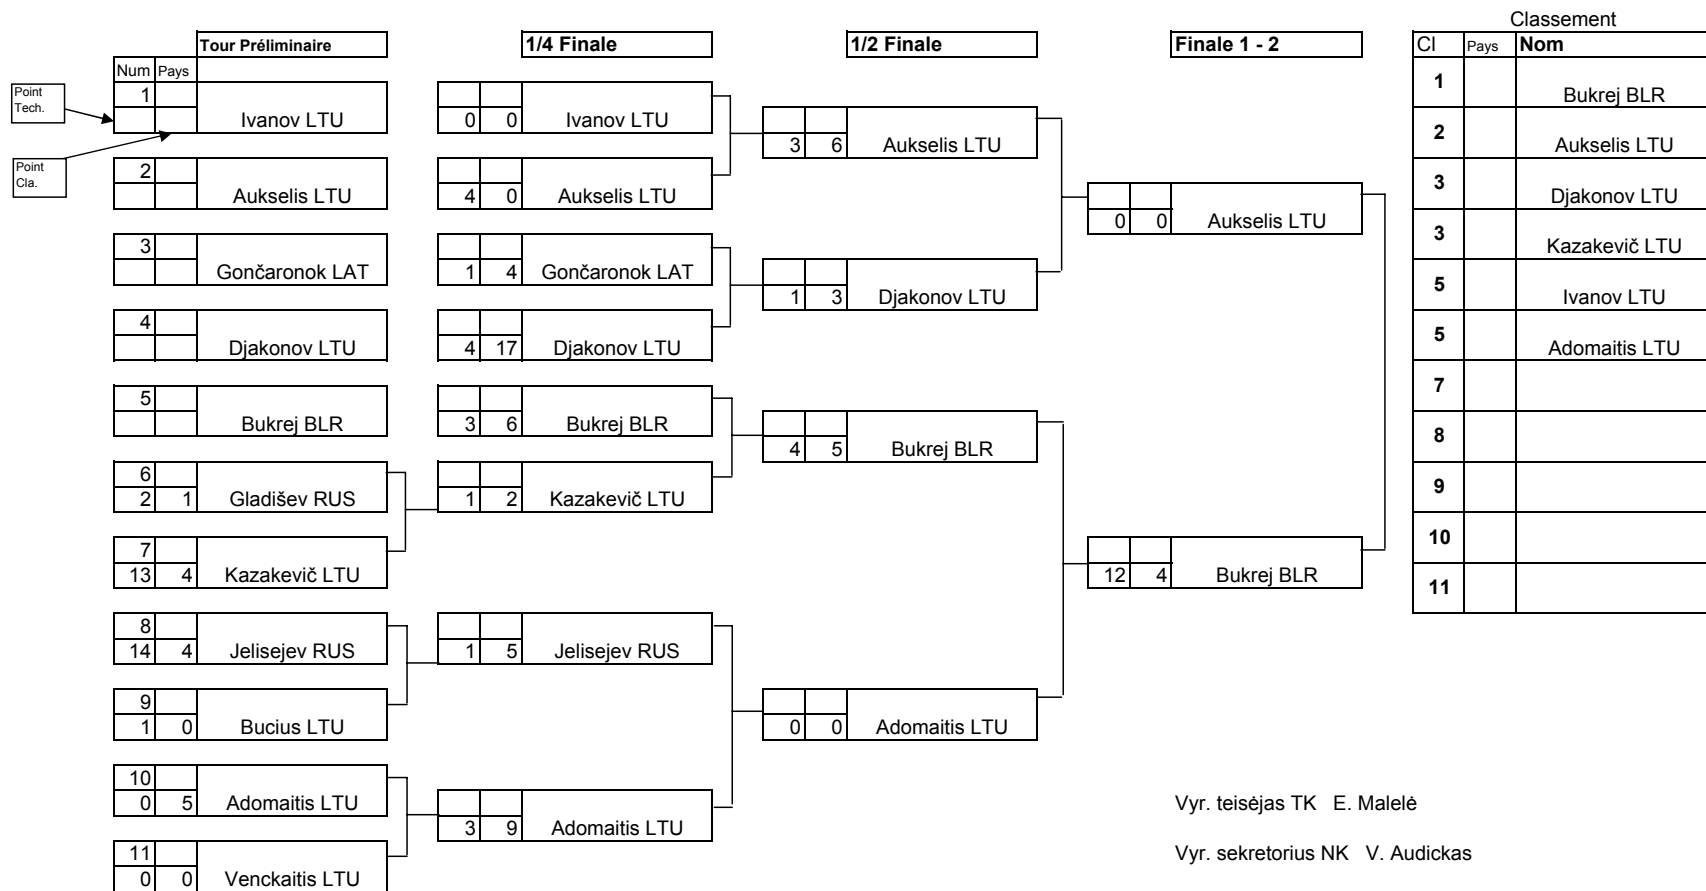 Classement
Tour Préliminaire 1/4 Finale 1/2 Finale Finale 1 - 2 Cl Pays Nom
Num Pays
Point
Tech.
1
Ivanov LTU
Point
Cla.
2
Aukselis LTU
3
Gončaronok LAT
4
Djakonov LTU
5
Bukrej BLR
6
2 1 Gladišev RUS
7
13 4 Kazakevič LTU
8
14 4 Jelisejev RUS
9
1 0 Bucius LTU
10
0 5 Adomaitis LTU
11
0 0 Venckaitis LTU
0 0 Ivanov LTU
4 0 Aukselis LTU
1 4 Gončaronok LAT
4 17 Djakonov LTU
3 6 Bukrej BLR
1 2 Kazakevič LTU
1 5 Jelisejev RUS
3 9 Adomaitis LTU
3 6 Aukselis LTU
1 3 Djakonov LTU
4 5 Bukrej BLR
0 0 Adomaitis LTU
0 0 Aukselis LTU
12 4 Bukrej BLR
1 Bukrej BLR
2 Aukselis LTU
3 Djakonov LTU
3 Kazakevič LTU
5 Ivanov LTU
5 Adomaitis LTU
7
8
9
10
11
Vyr. teisėjas TK E. Malelė
Vyr. sekretorius NK V. Audickas